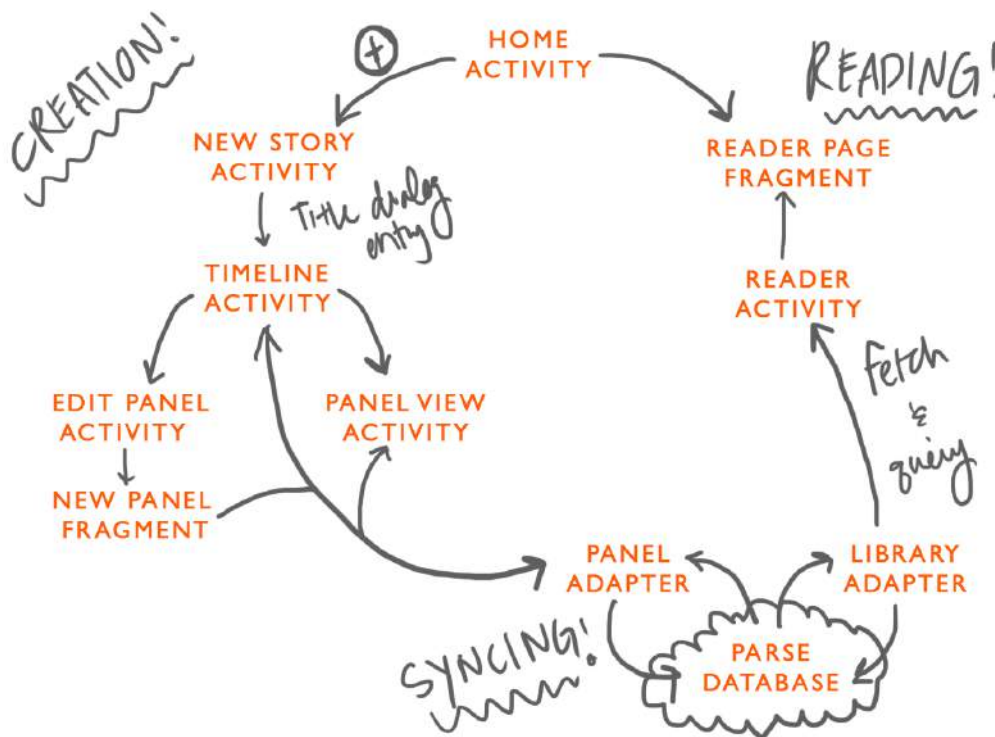 CREATION!
+
HOME
ACTIVITY
READING!
NEW STORY
ACTIVITY
READER PAGE
FRAGMENT
Title dialog
entry
TIMELINE
ACTIVITY
READER
ACTIVITY
Fetch
&
query
EDIT PANEL
ACTIVITY
PANEL VIEW
ACTIVITY
NEW PANEL
FRAGMENT
PANEL
ADAPTER
LIBRARY
ADAPTER
SYNCING!
PARSE
DATABASE